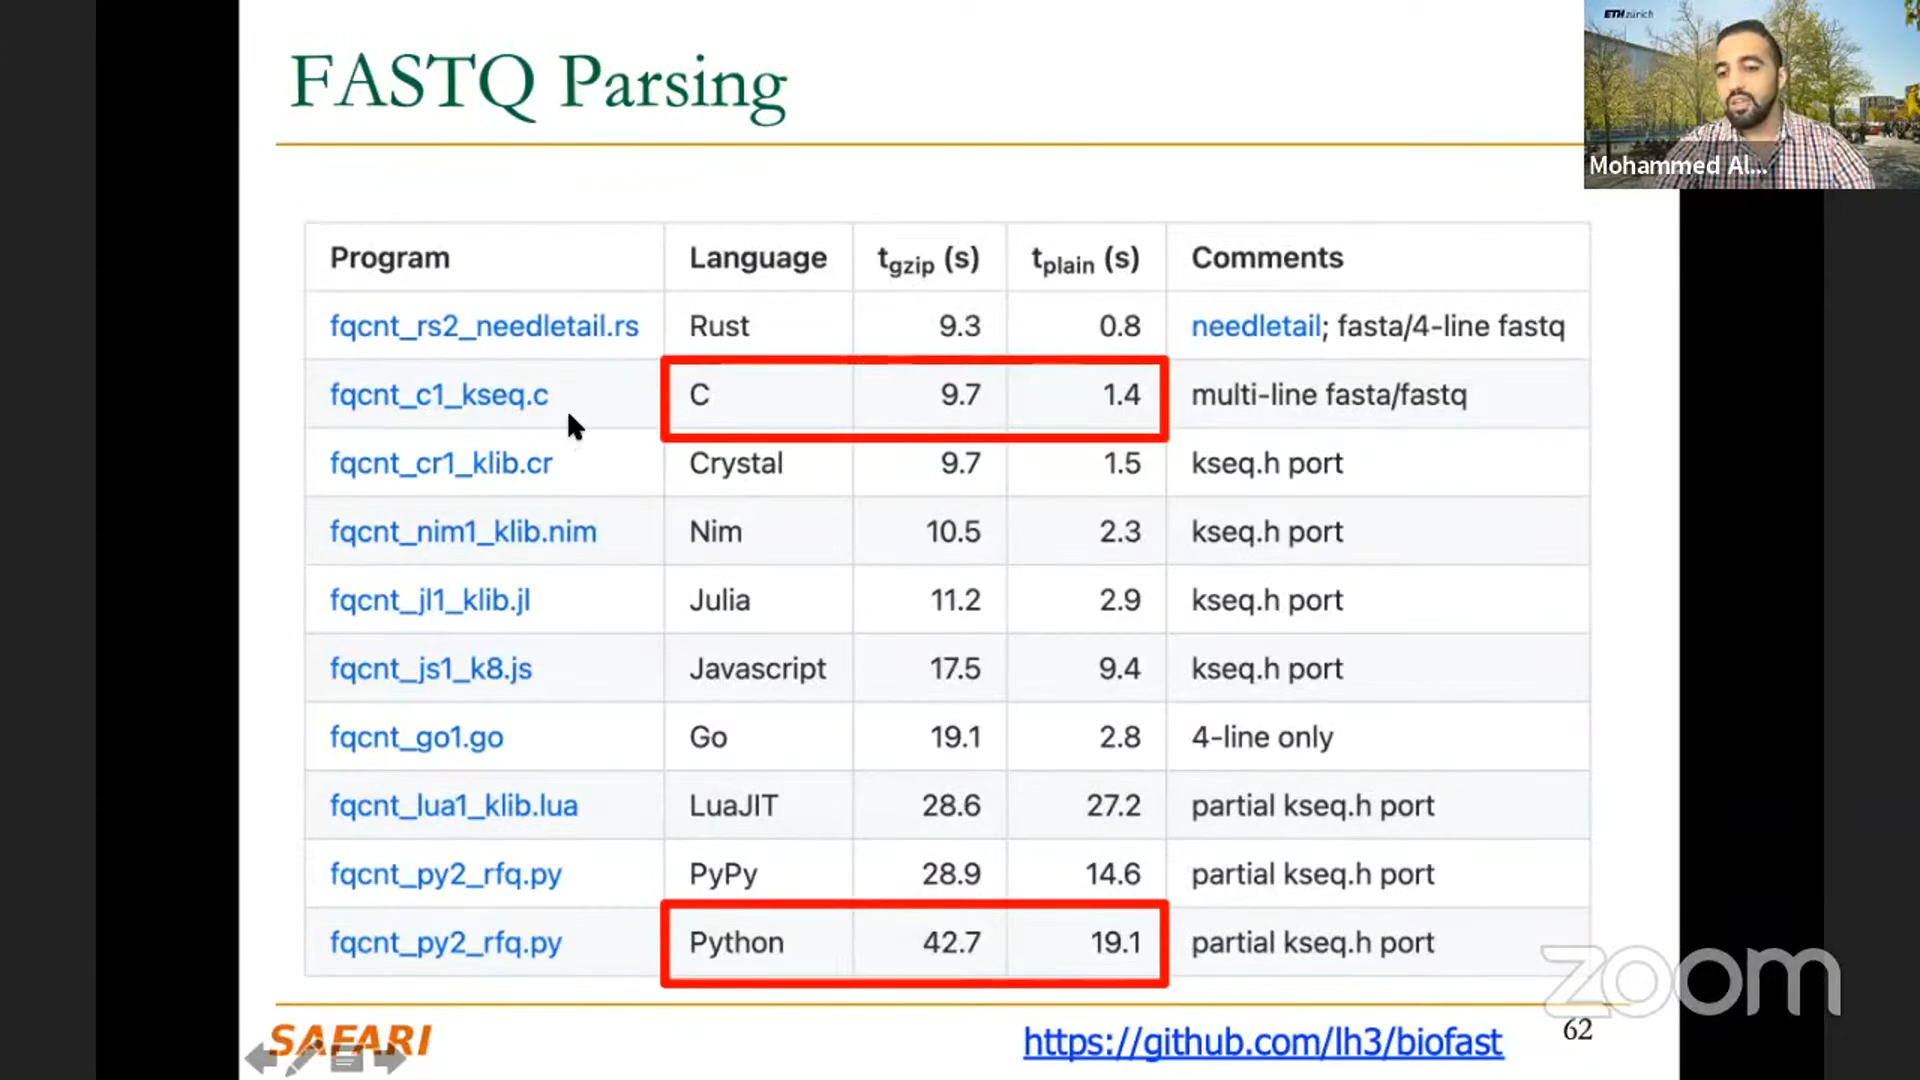 FASTQ Parsing
ETH zürich
Mohammed Al...
Program Language tgzip (s) tplain (s) Comments
fqcnt_rs2_needletail.rs Rust 9.3 0.8 needletail; fasta/4-line fastq
fqcnt_c1_kseq.c C 9.7 1.4 multi-line fasta/fastq
fqcnt_cr1_klib.cr Crystal 9.7 1.5 kseq.h port
fqcnt_nim1_klib.nim Nim 10.5 2.3 kseq.h port
fqcnt_jl1_klib.jl Julia 11.2 2.9 kseq.h port
fqcnt_js1_k8.js Javascript 17.5 9.4 kseq.h port
fqcnt_go1.go Go 19.1 2.8 4-line only
fqcnt_lua1_klib.lua LuaJIT 28.6 27.2 partial kseq.h port
fqcnt_py2_rfq.py PyPy 28.9 14.6 partial kseq.h port
fqcnt_py2_rfq.py Python 42.7 19.1 partial kseq.h port
zoom
SAFARI https://github.com/lh3/biofast 62